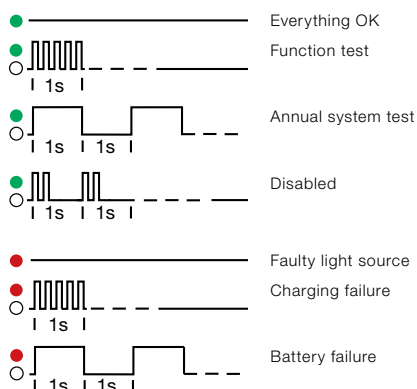 Everything OK
Function test
1s
Annual system test
1s 1s
Disabled
1s 1s
Faulty light source
Charging failure
1s
Battery failure
1s 1s